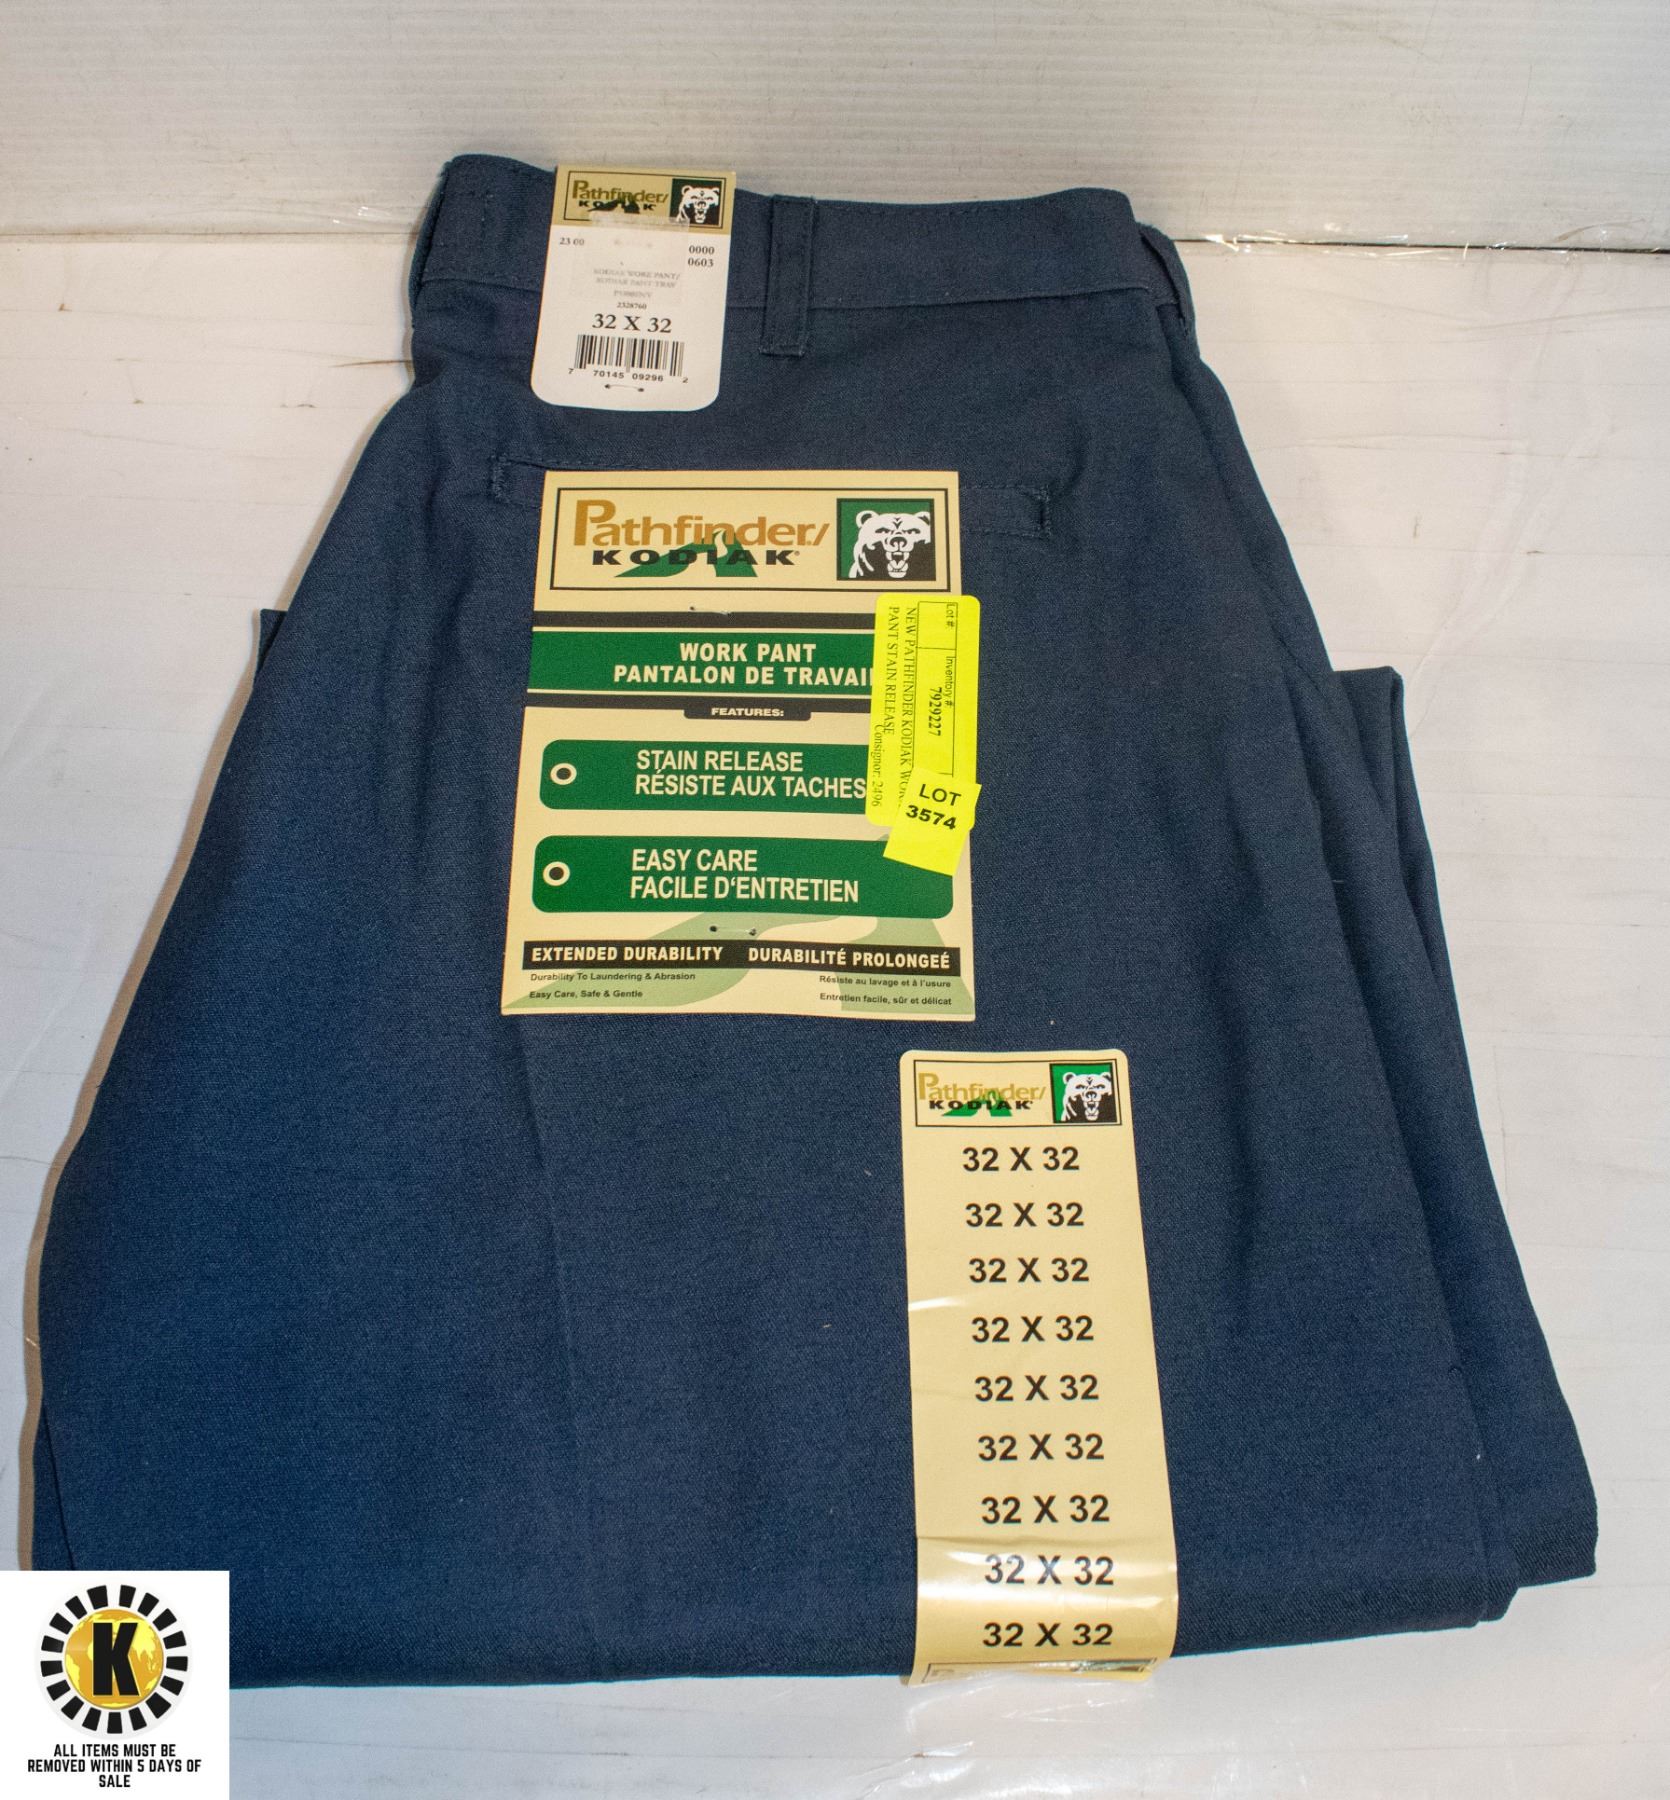 Pathfinder/
KODIAK
23 00
0000
0603
KODIAK WORK PANT/
2328760
32 X 32
7 70145 09296 2
Pathfinder/
KODIAK®
WORK PANT
PANTALON DE TRAVAI
FEATURES:
STAIN RELEASE
RÉSISTE AUX TACHES
EASY CARE
FACILE D'ENTRETIEN
EXTENDED DURABILITY DURABILITÉ PROLONGEÉ
Durability To Laundering & Abrasion
Résiste au lavage et à l'usure
Easy Care, Safe & Gentle
Entretien facile, sûr et délicat
Lot # Inventory #
7929227
NEW PATHFINDER KODIAK WOR
PANT STAIN RELEASE
Consignor: 2496
LOT
3574
Pathfinder/
KODIAK
32 X 32
32 X 32
32 X 32
32 X 32
32 X 32
32 X 32
32 X 32
32 X 32
32 X 32
K
ALL ITEMS MUST BE
REMOVED WITHIN 5 DAYS OF
SALE